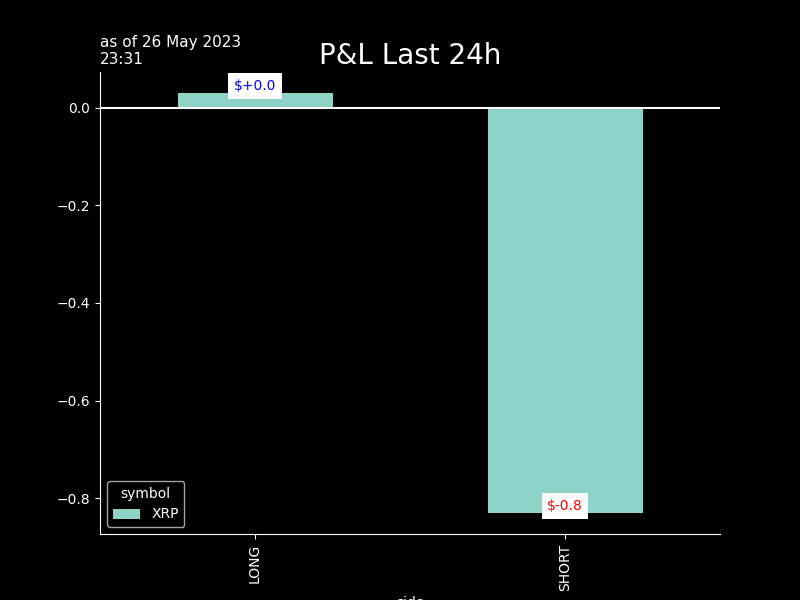 as of 26 May 2023
23:31
P&L Last 24h
$+0.0
0.0
−0.2
−0.4
−0.6
−0.8
$-0.8
symbol
XRP
LONG
SHORT